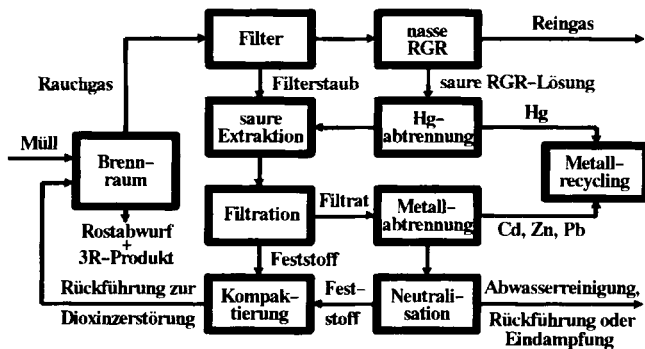 Filter
nasse
RGR
Reingas
Rauchgas
Filterstaub
saure RGR-Lösung
saure
Extraktion
Hg-
abtrennung
Hg
Müll
Brenn-
raum
Metall-
recycling
Filtration
Filtrat
Metall-
abtrennung
Cd, Zn, Pb
Rostabwurf
+
3R-Produkt
Feststoff
Rückführung zur
Dioxinzerstörung
Kompak-
tierung
Fest-
stoff
Neutrali-
sation
Abwasserreinigung,
Rückführung oder
Eindampfung